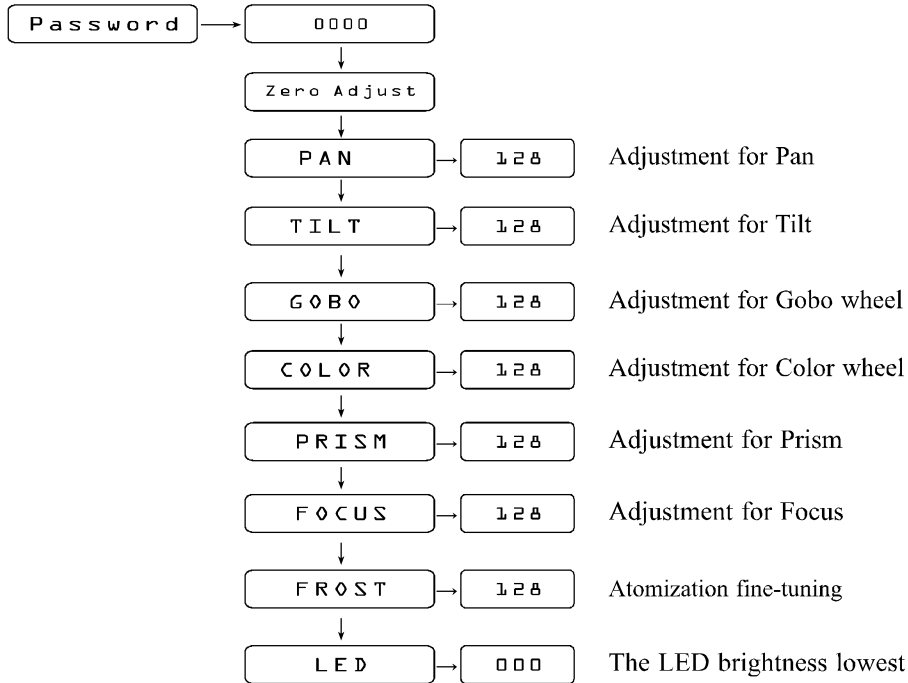 Password 0000
Zero Adjust
PAN 128 Adjustment for Pan
TILT 128 Adjustment for Tilt
GOBO 128 Adjustment for Gobo wheel
COLOR 128 Adjustment for Color wheel
PRISM 128 Adjustment for Prism
FOCUS 128 Adjustment for Focus
FROST 128 Atomization fine-tuning
LED 000 The LED brightness lowest